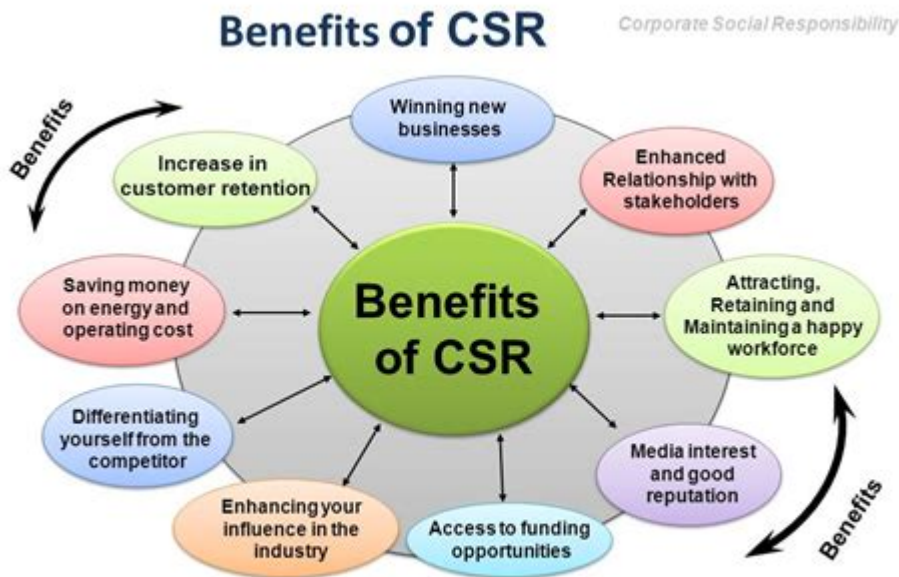 Benefits of CSR
Corporate Social Responsibility
Benefits
Winning new
businesses
Enhanced
Relationship with
stakeholders
Attracting,
Retaining and
Maintaining a happy
workforce
Media interest
and good
reputation
Access to funding
opportunities
Enhancing your
influence in the
industry
Differentiating
yourself from the
competitor
Saving money
on energy and
operating cost
Increase in
customer retention
Benefits
of CSR
Benefits